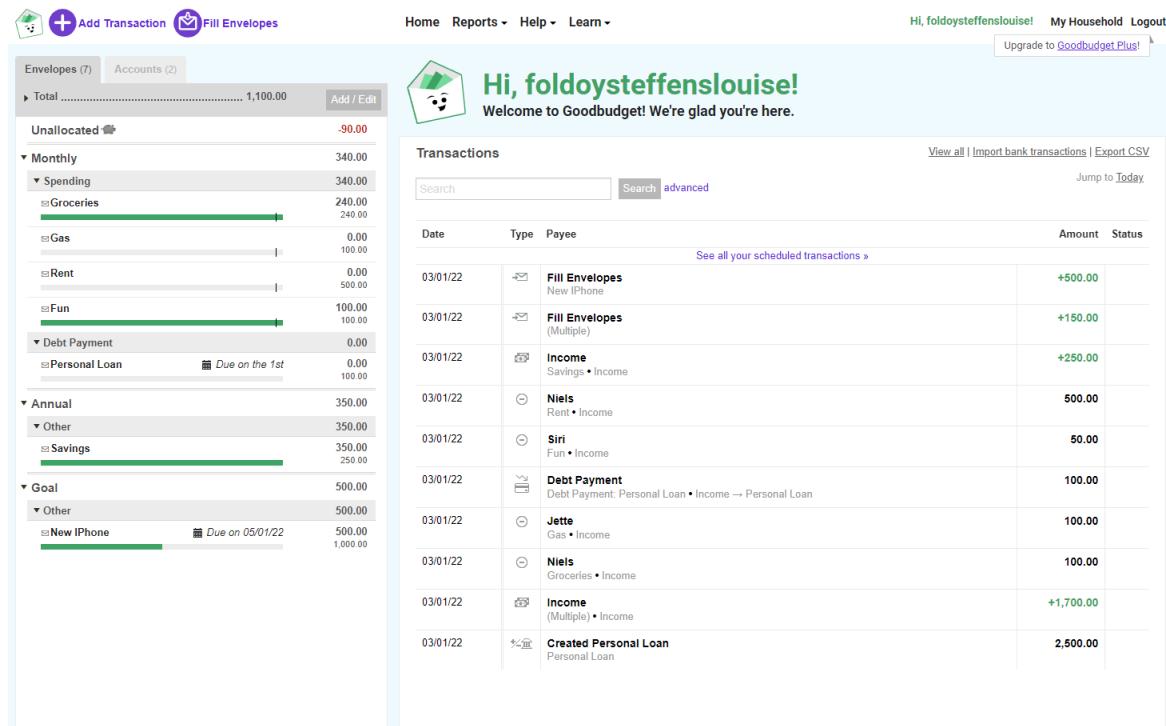 Add Transaction Fill Envelopes Home Reports Help Learn Hi, foldoysteffenslouise! My Household Logout
Upgrade to Goodbudget Plus!
Envelopes (7) Accounts (2)
Total 1,100.00 Add / Edit
Unallocated -90.00
Monthly 340.00
Spending 340.00
Groceries 240.00
240.00
Gas 0.00
100.00
Rent 0.00
500.00
Fun 100.00
100.00
Debt Payment 0.00
Personal Loan Due on the 1st 0.00
100.00
Annual 350.00
Other 350.00
Savings 350.00
250.00
Goal 500.00
Other 500.00
New IPhone Due on 05/01/22 500.00
1,000.00
Hi, foldoysteffenslouise!
Welcome to Goodbudget! We're glad you're here.
Transactions View all | Import bank transactions | Export CSV
Jump to Today
Search Search advanced
Date Type Payee Amount Status
See all your scheduled transactions »
03/01/22 Fill Envelopes +500.00
New IPhone
03/01/22 Fill Envelopes +150.00
(Multiple)
03/01/22 Income +250.00
Savings • Income
03/01/22 Niels 500.00
Rent • Income
03/01/22 Siri 50.00
Fun • Income
03/01/22 Debt Payment 100.00
Debt Payment: Personal Loan • Income → Personal Loan
03/01/22 Jette 100.00
Gas • Income
03/01/22 Niels 100.00
Groceries • Income
03/01/22 Income +1,700.00
(Multiple) • Income
03/01/22 Created Personal Loan 2,500.00
Personal Loan